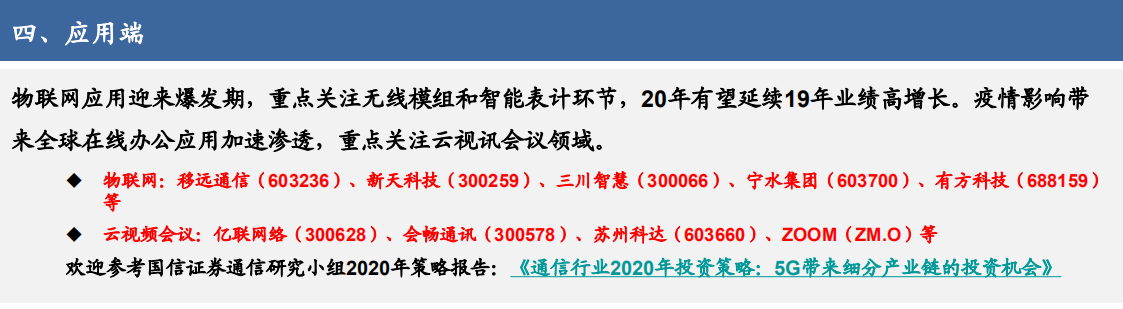 四、应用端
物联网应用迎来爆发期，重点关注无线模组和智能表计环节，20年有望延续19年业绩高增长。疫情影响带
来全球在线办公应用加速渗透，重点关注云视讯会议领域。
◆ 物联网：移远通信（603236）、新天科技（300259）、三川智慧（300066）、宁水集团（603700）、有方科技（688159）
等
◆ 云视频会议：亿联网络（300628）、会畅通讯（300578）、苏州科达（603660）、ZOOM（ZM.O）等
欢迎参考国信证券通信研究小组2020年策略报告：《通信行业2020年投资策略：5G带来细分产业链的投资机会》